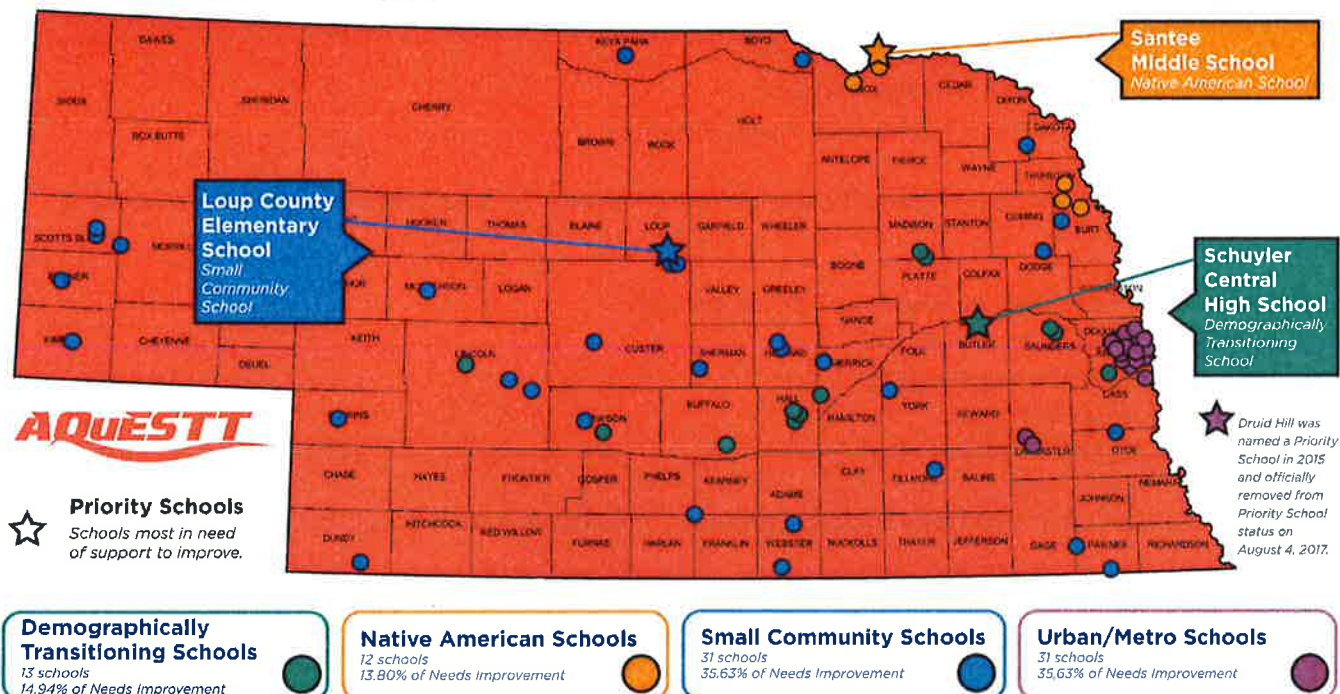 DAWES
KEYA PAHA
BOYD
SIOUX
SHERIDAN
CHERRY
KNOX
CEDAR
DIXON
DAKOTA
BOX BUTTE
BROWN
ROCK
HOLT
ANTELOPE
PIERCE
WAYNE
THURSTON
HOOKER
THOMAS
BLAINE
LOUP
GARFIELD
WHEELER
MADISON
STANTON
CUMING
BURT
SCOTTS BL
MORRILL
BOONE
PLATTE
COLFAX
DODGE
LOGAN
VALLEY
GREELEY
NANCE
CHEYENNE
KEITH
DEUEL
LINCOLN
CUSTER
SHERMAN
MERRICK
POLK
BUTLER
SAUNDERS
CASS
BUFFALO
HALL
HAMILTON
YORK
SEWARD
LANCASTER
OTOE
CHASE
HAYES
FRONTIER
GOSPER
PHELPS
KEARNEY
ADAMS
CLAY
FILLMORE
SALINE
JOHNSON
NEMAHA
DUNDY
HITCHCOCK
RED WILLOW
FURNAS
HARLAN
FRANKLIN
WEBSTER
NUCKOLLS
THAYER
JEFFERSON
GAGE
PAWNEE
RICHARDSON
Santee
Middle School
Native American School
Loup County
Elementary
School
Small
Community
School
Schuyler
Central
High School
Demographically
Transitioning
School
AQuESTT
Priority Schools
Schools most in need
of support to improve.
Druid Hill was
named a Priority
School in 2015
and officially
removed from
Priority School
status on
August 4, 2017.
Demographically
Transitioning Schools
13 schools
14.94% of Needs Improvement
Native American Schools
12 schools
13.80% of Needs Improvement
Small Community Schools
31 schools
35.63% of Needs Improvement
Urban/Metro Schools
31 schools
35,63% of Needs Improvement